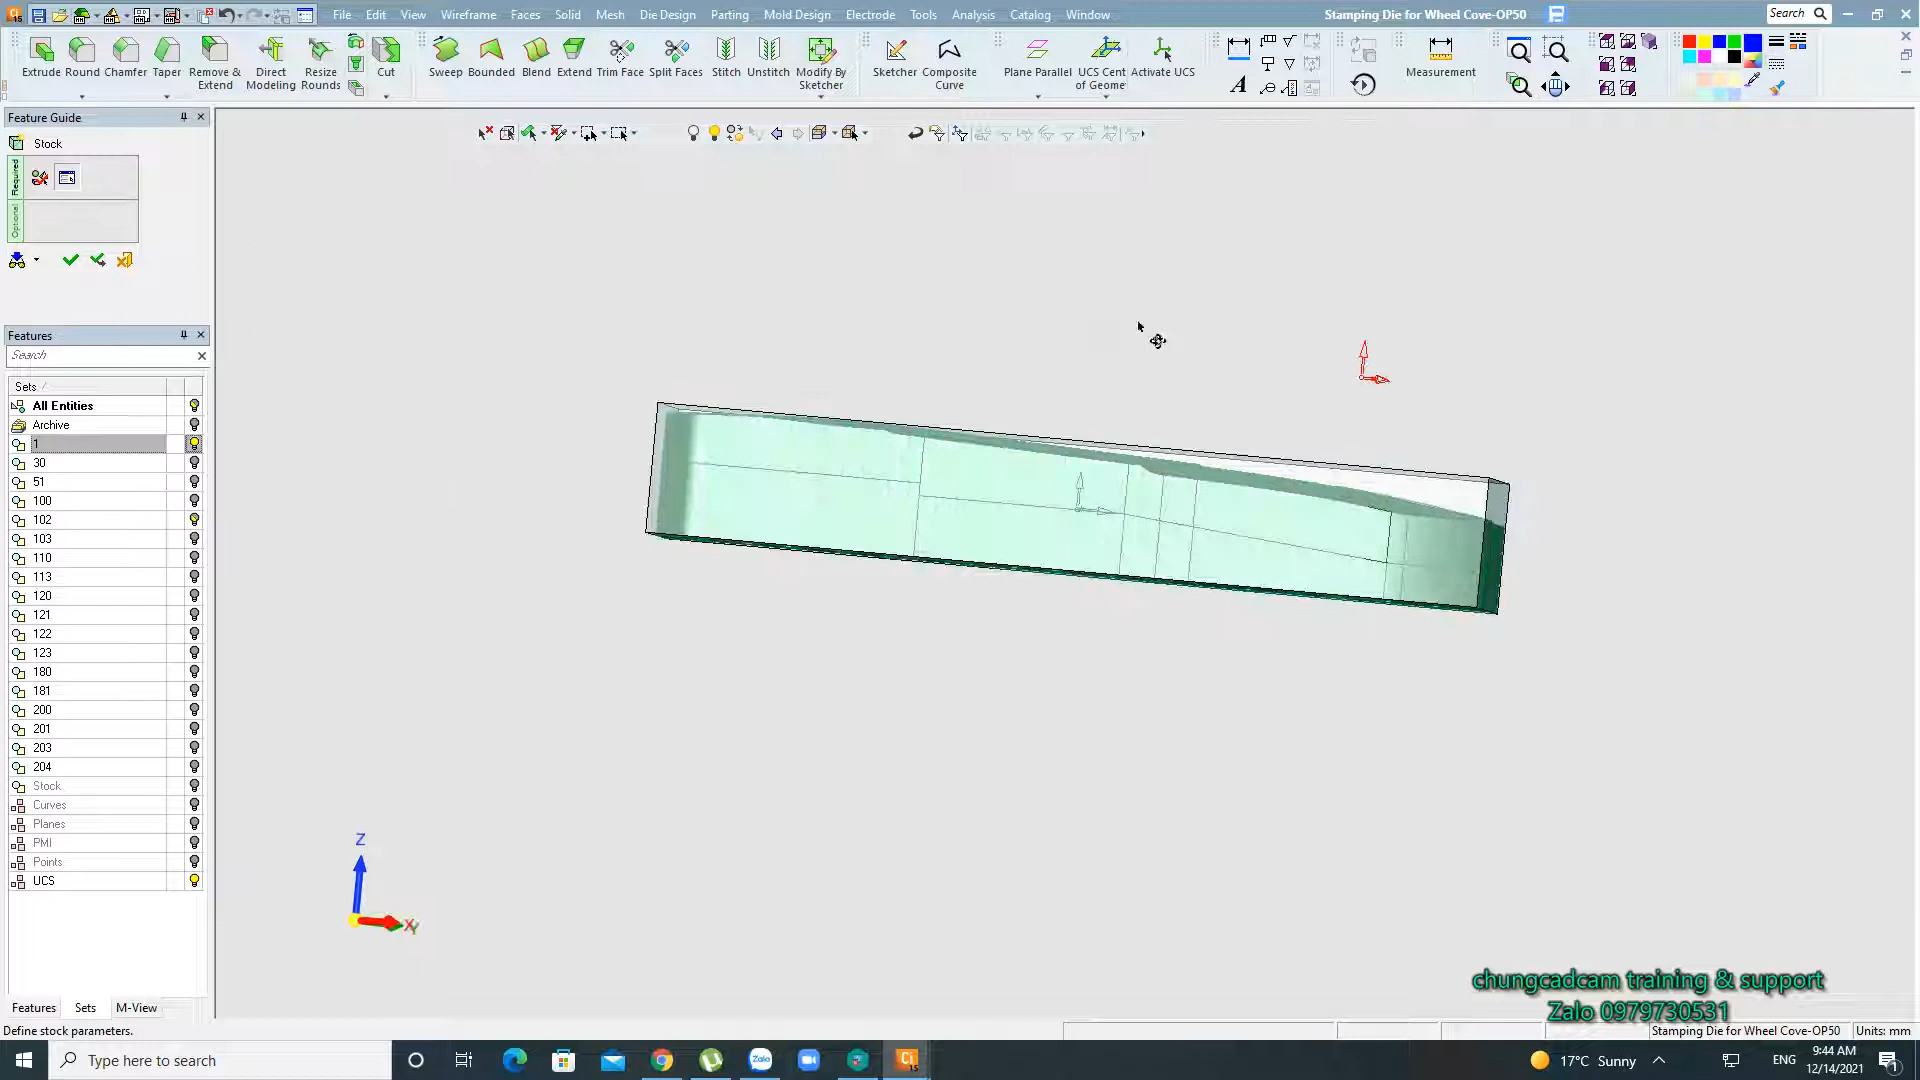 File Edit View Wireframe Faces Solid Mesh Die Design Parting Mold Design Electrode Tools Analysis Catalog Window
Stamping Die for Wheel Cove-OP50
Search
Extrude Round Chamfer Taper Remove & Extend Direct Modeling Resize Rounds Cut Sweep Bounded Blend Extend Trim Face Split Faces Stitch Unstitch Modify By Sketcher Sketcher Composite Curve Plane Parallel UCS Cent of Geome Activate UCS Measurement
A
Feature Guide
Stock
Required
Optional
Features
Search
Sets
All Entities
Archive
1
30
51
100
102
103
110
113
120
121
122
123
180
181
200
201
203
204
Stock
Curves
Planes
PMI
Points
UCS
Z
X
Y
Features Sets M-View
Define stock parameters.
chungcadcam training & support
Zalo 0979730531
Stamping Die for Wheel Cove-OP50 Units: mm
Type here to search
Zalo
Ci
15
17°C Sunny
ENG
9:44 AM
12/14/2021
1